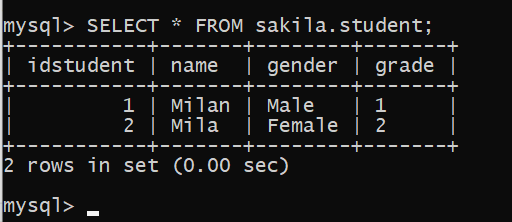 mysql> SELECT * FROM sakila.student;
+-----------+-------+--------+-------+
| idstudent | name  | gender | grade |
+-----------+-------+--------+-------+
|         1 | Milan | Male   | 1     |
|         2 | Mila  | Female | 2     |
+-----------+-------+--------+-------+
2 rows in set (0.00 sec)
mysql> _